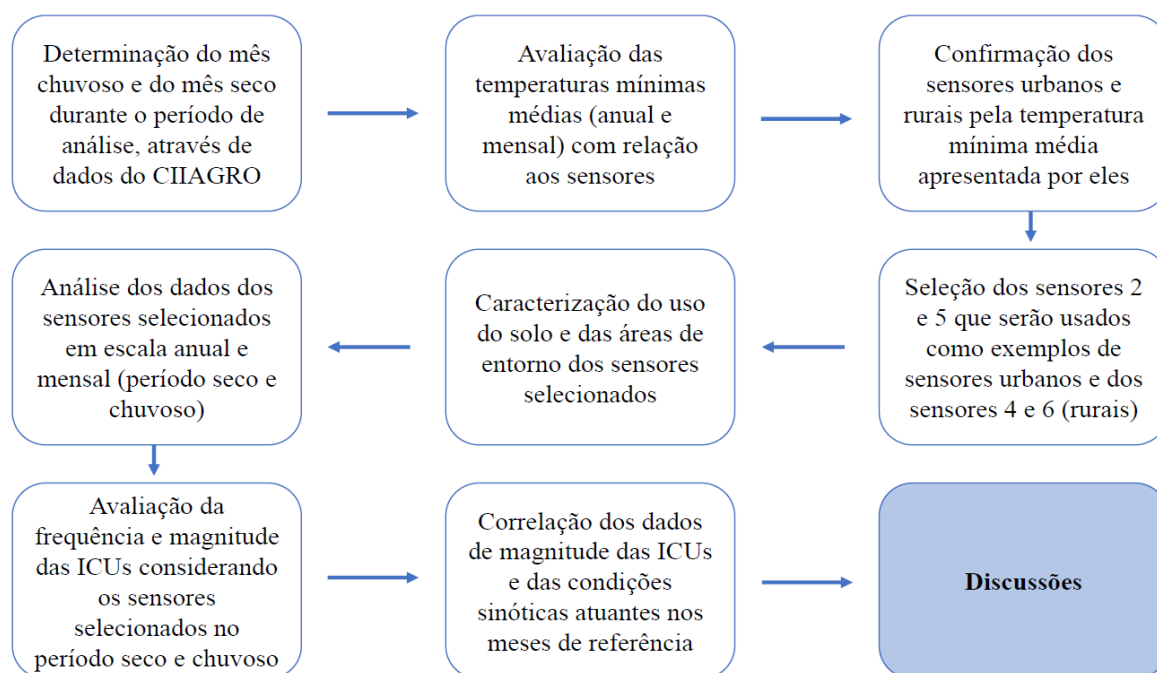 Determinação do mês
chuvoso e do mês seco
durante o período de
análise, através de
dados do CIIAGRO
Avaliação das
temperaturas mínimas
médias (anual e
mensal) com relação
aos sensores
Confirmação dos
sensores urbanos e
rurais pela temperatura
mínima média
apresentada por eles
Seleção dos sensores 2
e 5 que serão usados
como exemplos de
sensores urbanos e dos
sensores 4 e 6 (rurais)
Caracterização do uso
do solo e das áreas de
entorno dos sensores
selecionados
Análise dos dados dos
sensores selecionados
em escala anual e
mensal (período seco e
chuvoso)
Avaliação da
frequência e magnitude
das ICUs considerando
os sensores
selecionados no
período seco e chuvoso
Correlação dos dados
de magnitude das ICUs
e das condições
sinóticas atuantes nos
meses de referência
Discussões